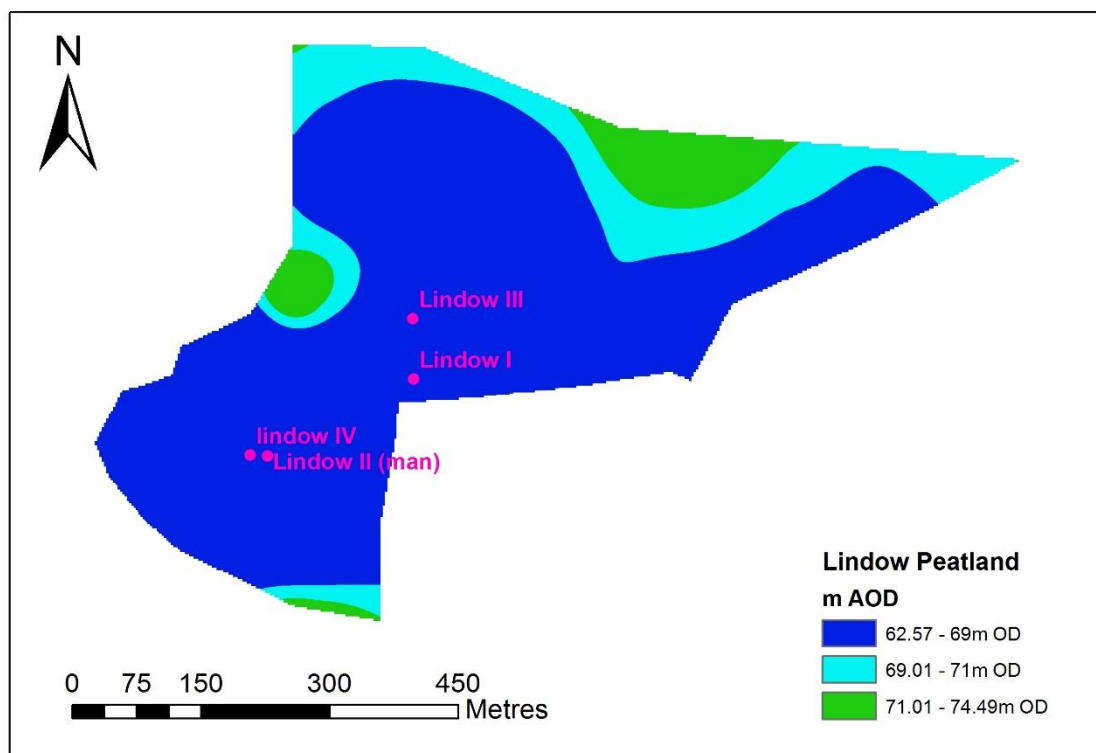 N
Lindow III
Lindow I
lindow IV
Lindow II (man)
Lindow Peatland
m AOD
62.57 - 69m OD
69.01 - 71m OD
71.01 - 74.49m OD
0 75 150 300 450
Metres